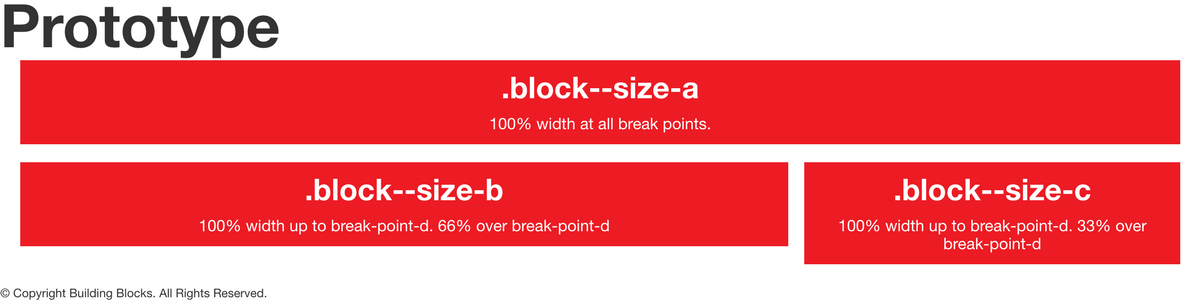 Prototype
.block--size-a
100% width at all break points.
.block--size-b
100% width up to break-point-d. 66% over break-point-d
.block--size-c
100% width up to break-point-d. 33% over
break-point-d
© Copyright Building Blocks. All Rights Reserved.